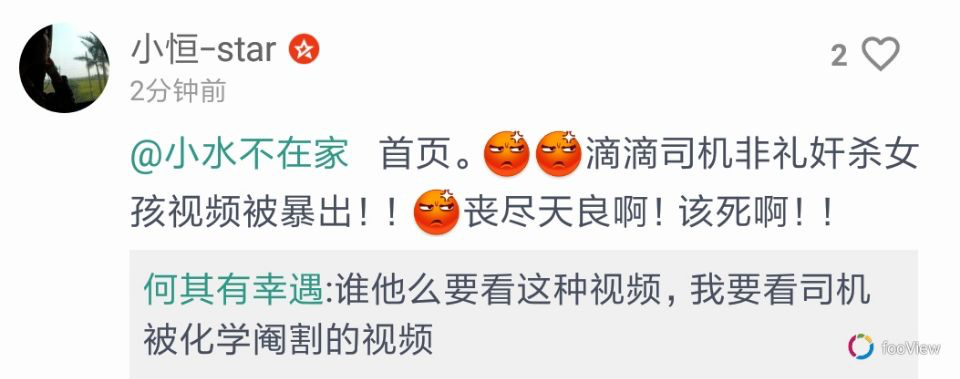 小恒-star
2
2分钟前
@小水不在家 首页。滴滴司机非礼奸杀女
孩视频被暴出！！丧尽天良啊！该死啊！！
何其有幸遇:谁他么要看这种视频，我要看司机
被化学阉割的视频
fooView